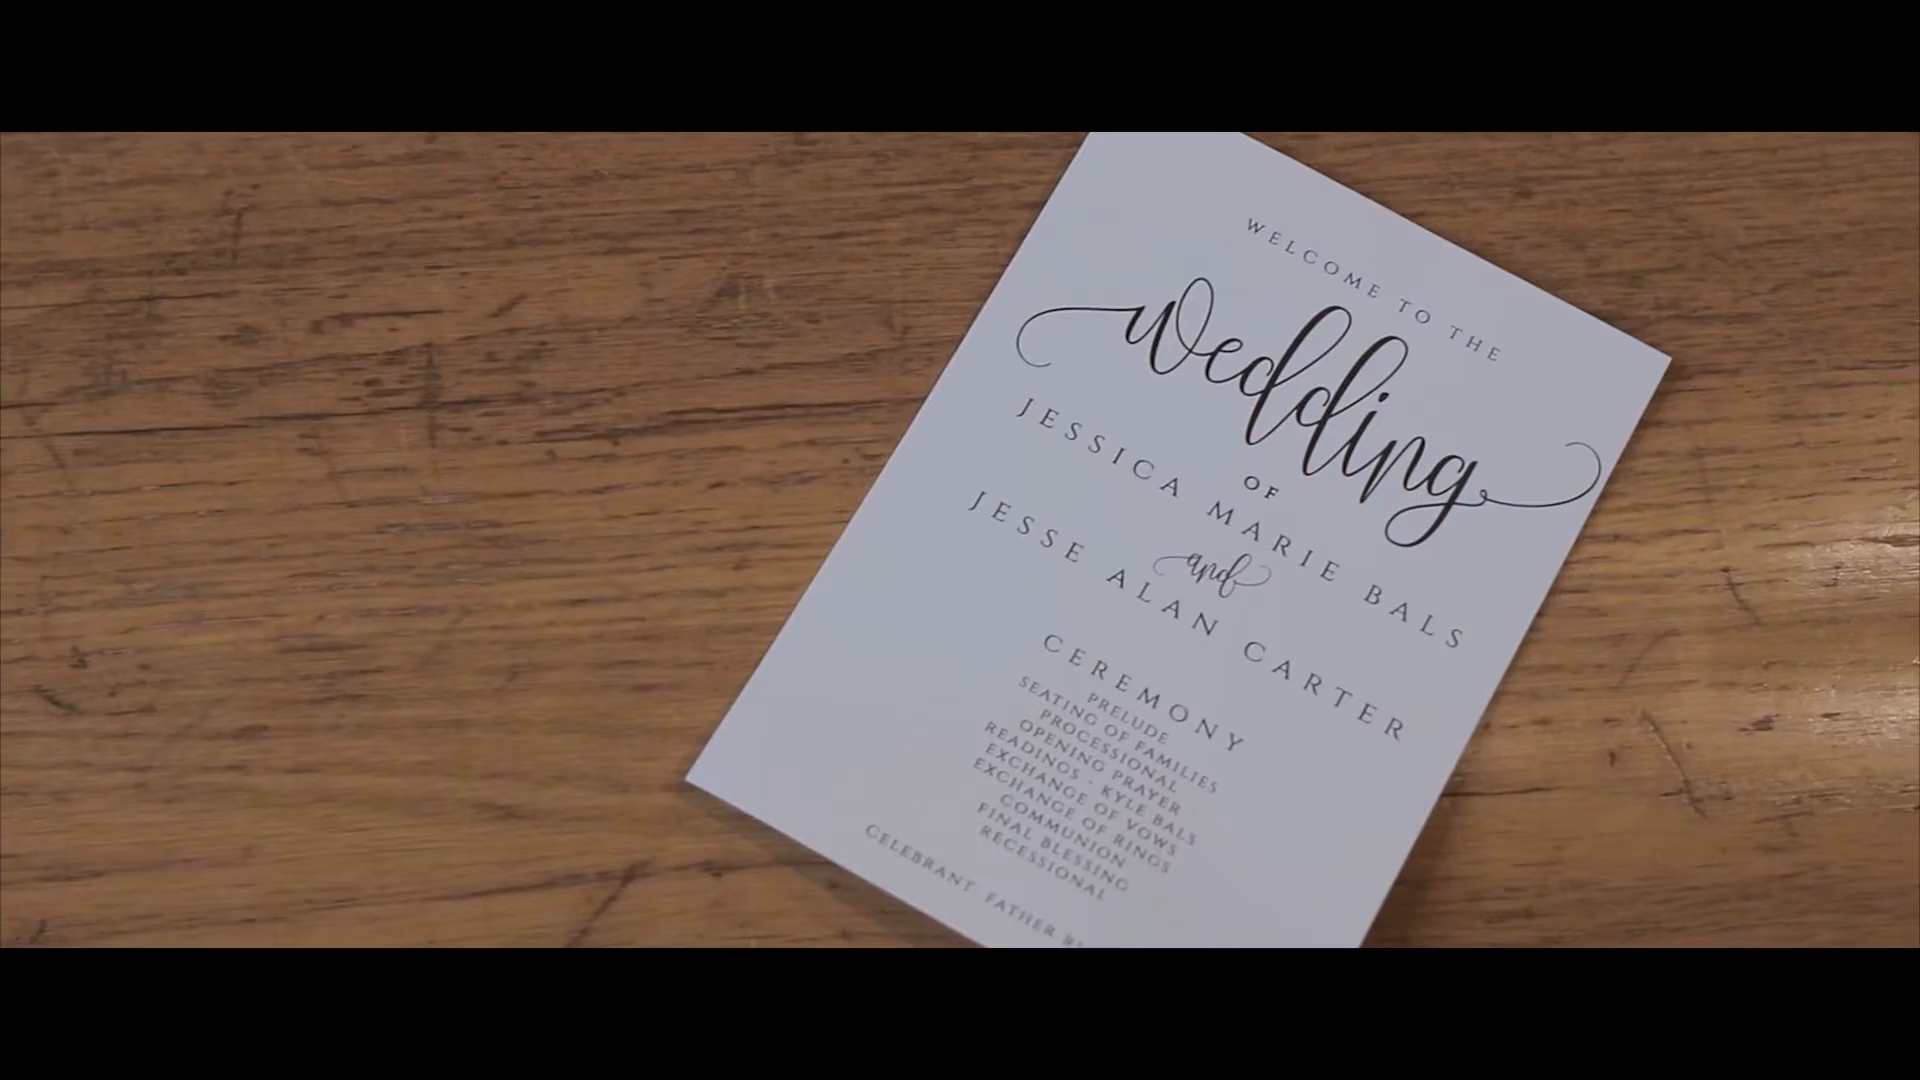 WELCOME TO THE
wedding
OF
JESSICA MARIE BALS
and
JESSE ALAN CARTER
CEREMONY
PRELUDE
SEATING OF FAMILIES
PROCESSIONAL
OPENING PRAYER
READINGS - KYLE BALS
EXCHANGE OF VOWS
EXCHANGE OF RINGS
COMMUNION
FINAL BLESSING
RECESSIONAL
CELEBRANT FATHER